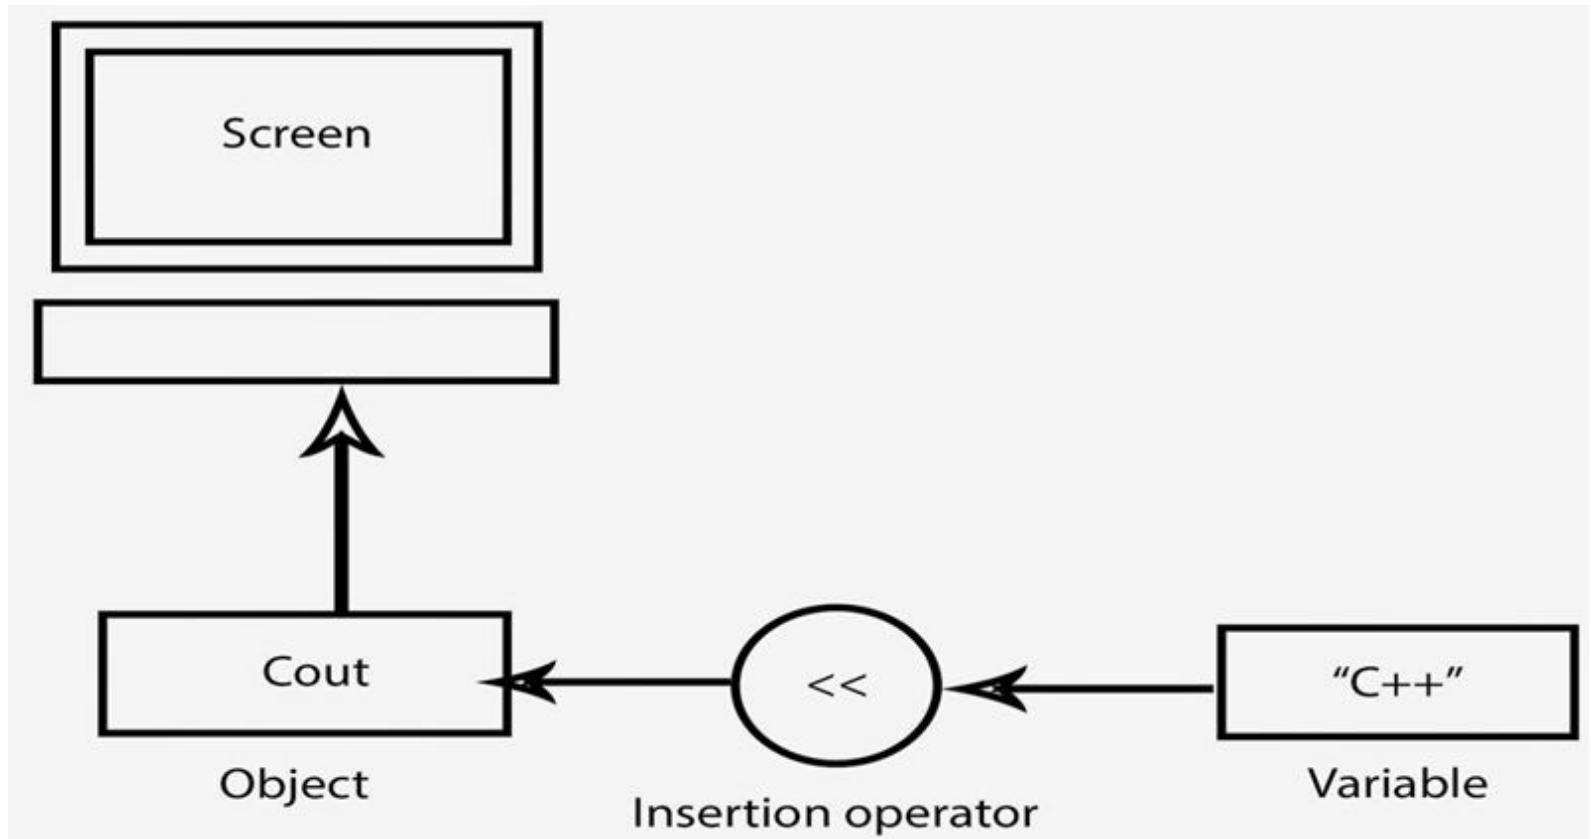 Screen
Cout
<<
“C++”
Object
Insertion operator
Variable